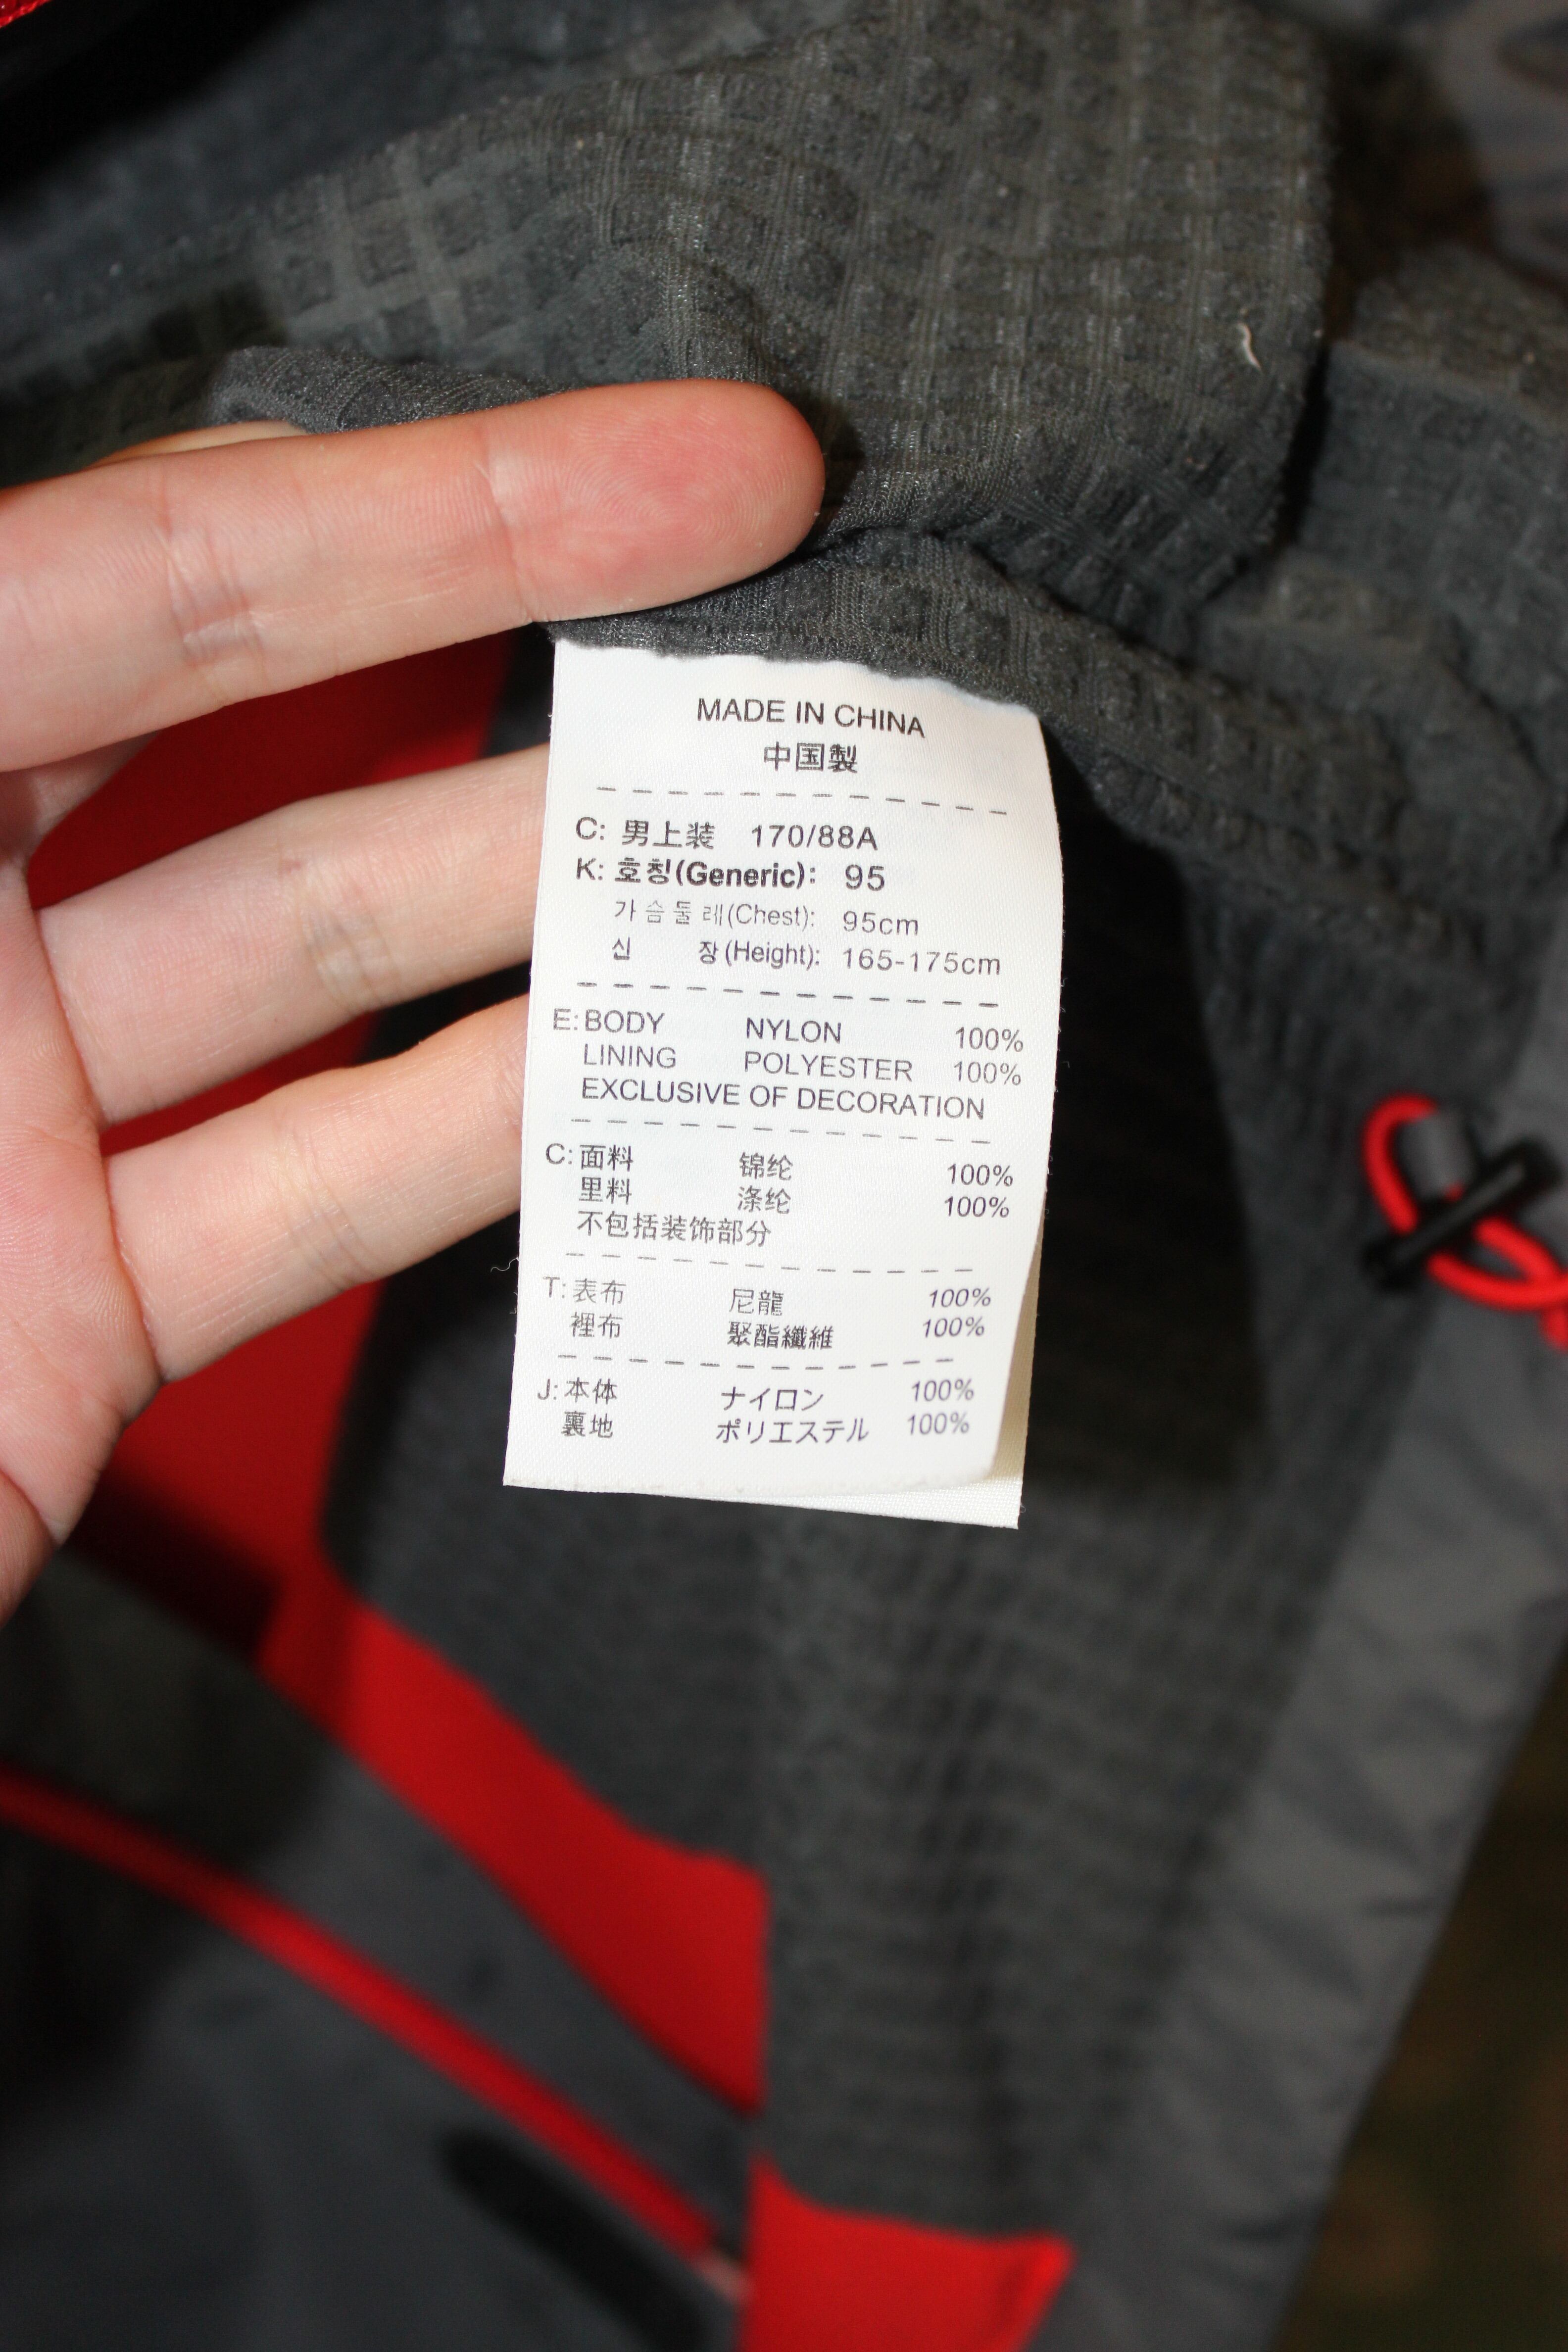 MADE IN CHINA
中国製
C: 男上装 170/88A
K: 호칭(Generic): 95
가슴둘레(Chest): 95cm
신 장(Height): 165-175cm
E: BODY NYLON 100%
LINING POLYESTER 100%
EXCLUSIVE OF DECORATION
C: 面料 锦纶 100%
里料 涤纶 100%
不包括装饰部分
T: 表布 尼龍 100%
裡布 聚酯纖維 100%
J: 本体 ナイロン 100%
裏地 ポリエステル 100%